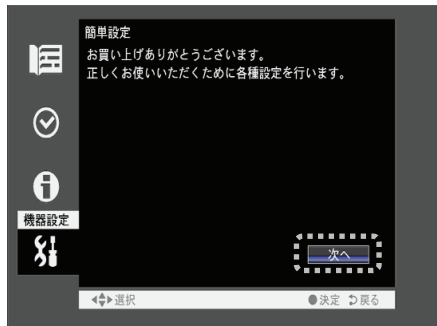 簡単設定
お買い上げありがとうございます。
正しくお使いいただくために各種設定を行います。
機器設定
次へ
選択
決定 戻る